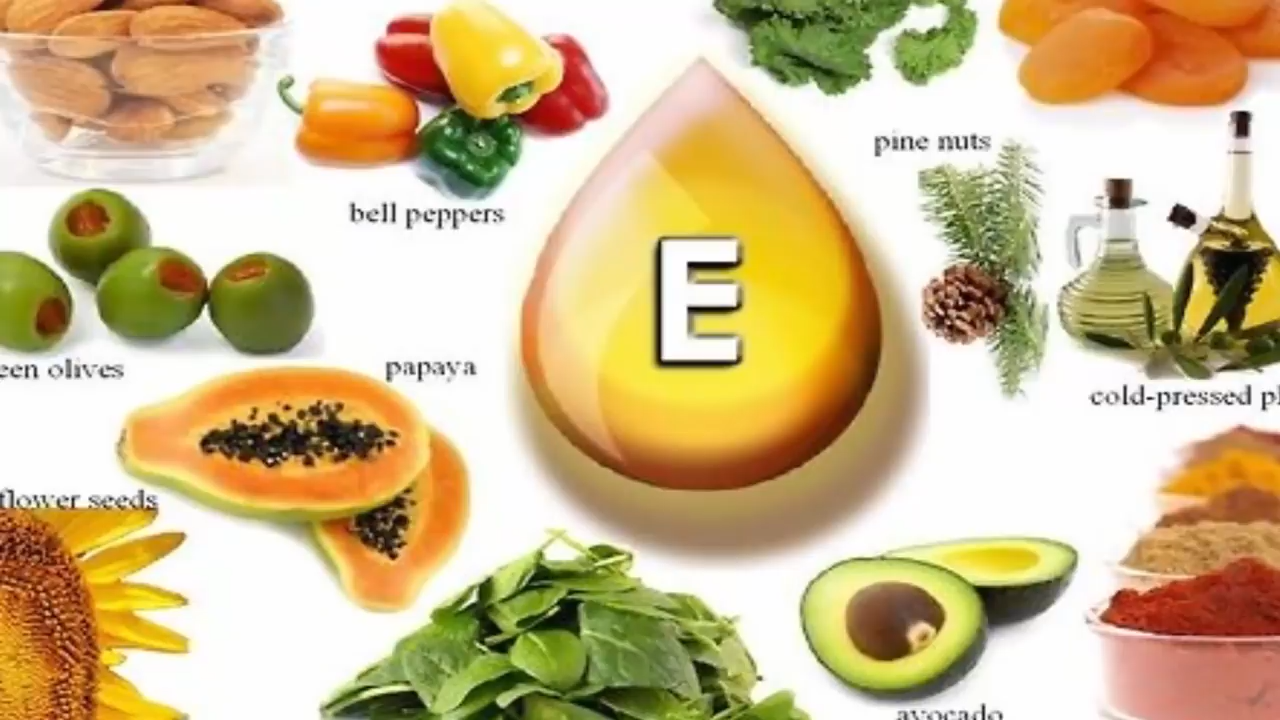 pine nuts
bell peppers
E
een olives
papaya
cold-pressed pl
flower seeds
avocado